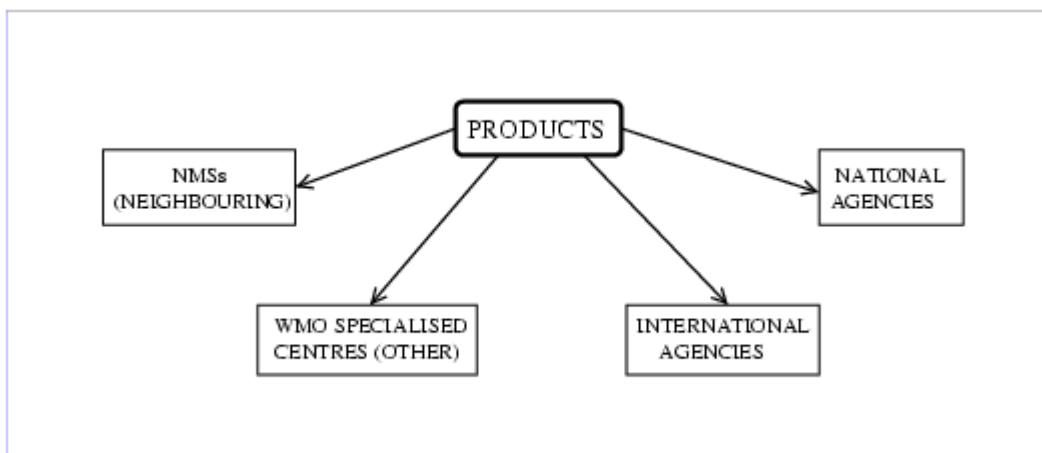 PRODUCTS
NMSs
(NEIGHBOURING)
NATIONAL
AGENCIES
WMO SPECIALISED
CENTRES (OTHER)
INTERNATIONAL
AGENCIES